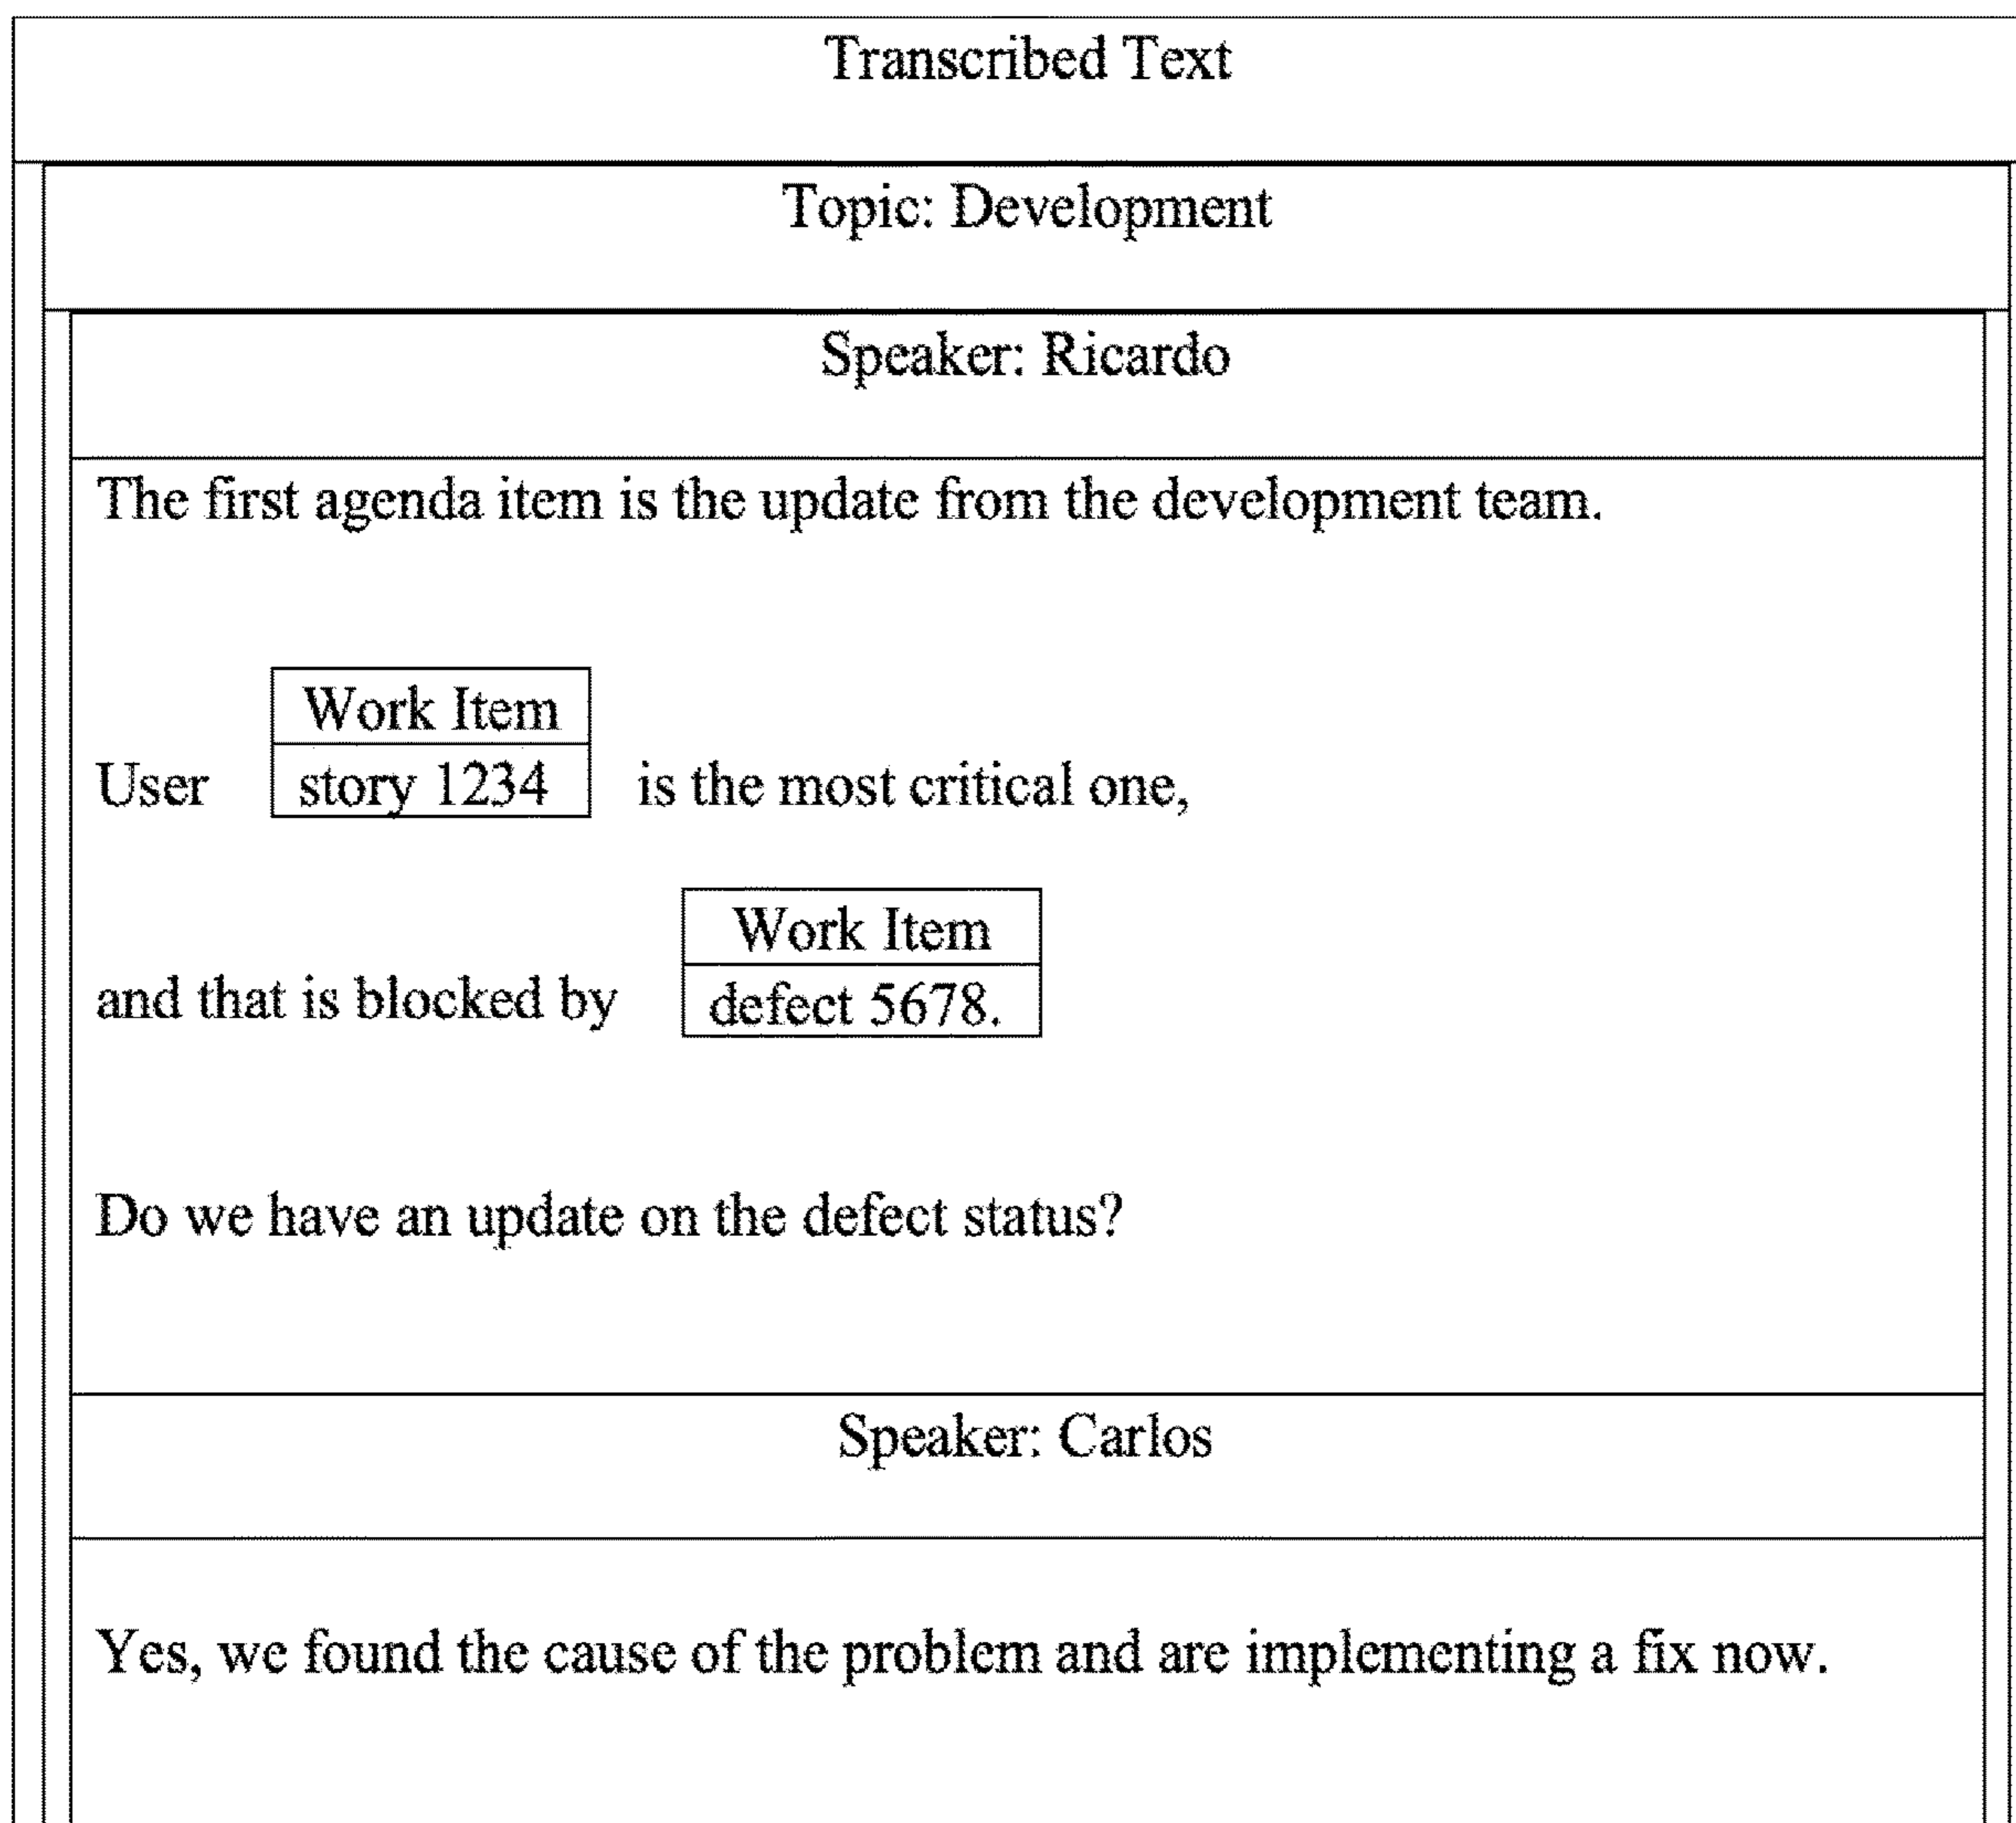 Transcribed Text
Topic: Development
Speaker: Ricardo
The first agenda item is the update from the development team.
Work Item
User story 1234 is the most critical one,
Work Item
and that is blocked by defect 5678.
Do we have an update on the defect status?
Speaker: Carlos
Yes, we found the cause of the problem and are implementing a fix now.